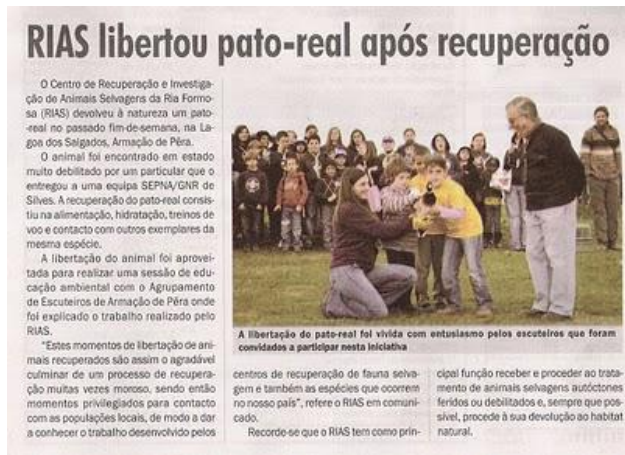 RIAS libertou pato-real após recuperação
O Centro de Recuperação e Investiga-
ção de Animais Selvagens da Ria Formo-
sa (RIAS) devolveu à natureza um pato-
-real no passado fim-de-semana, na La-
goa dos Salgados, Armação de Pêra.
O animal foi encontrado em estado
muito debilitado por um particular que o
entregou a uma equipa SEPNA/GNR de
Silves. A recuperação do pato-real consis-
tiu na alimentação, hidratação, treinos de
voo e contacto com outros exemplares da
mesma espécie.
A libertação do animal foi aprovei-
tada para realizar uma sessão de edu-
cação ambiental com o Agrupamento
de Escuteiros de Armação de Pêra onde
foi explicado o trabalho realizado pelo
RIAS.
"Estes momentos de libertação de ani-
mais recuperados são assim o agradável
culminar de um processo de recupera-
ção muitas vezes moroso, sendo então
momentos privilegiados para contacto
com as populações locais, de modo a dar
a conhecer o trabalho desenvolvido pelos
A libertação do pato-real foi vivida com entusiasmo pelos escuteiros que foram
convidados a participar nesta iniciativa
centros de recuperação de fauna selva-
gem e também as espécies que ocorrem
no nosso país", refere o RIAS em comuni-
cado.
Recorde-se que o RIAS tem como prin-
cipal função receber e proceder ao trata-
mento de animais selvagens autóctones
feridos ou debilitados e, sempre que pos-
sível, procede à sua devolução ao habitat
natural.